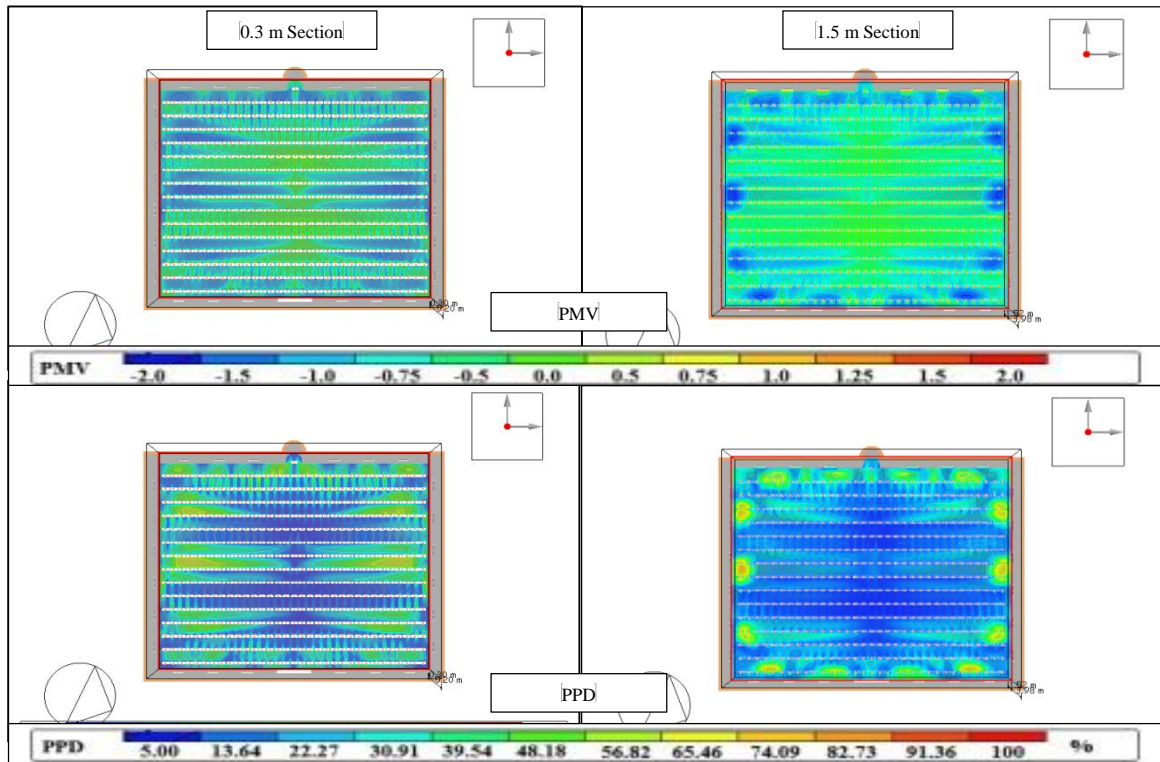 0.3 m Section
1.5 m Section
PMV
PMV -2.0 -1.5 -1.0 -0.75 -0.5 0.0 0.5 0.75 1.0 1.25 1.5 2.0
PPD
PPD 5.00 13.64 22.27 30.91 39.54 48.18 56.82 65.46 74.09 82.73 91.36 100 %